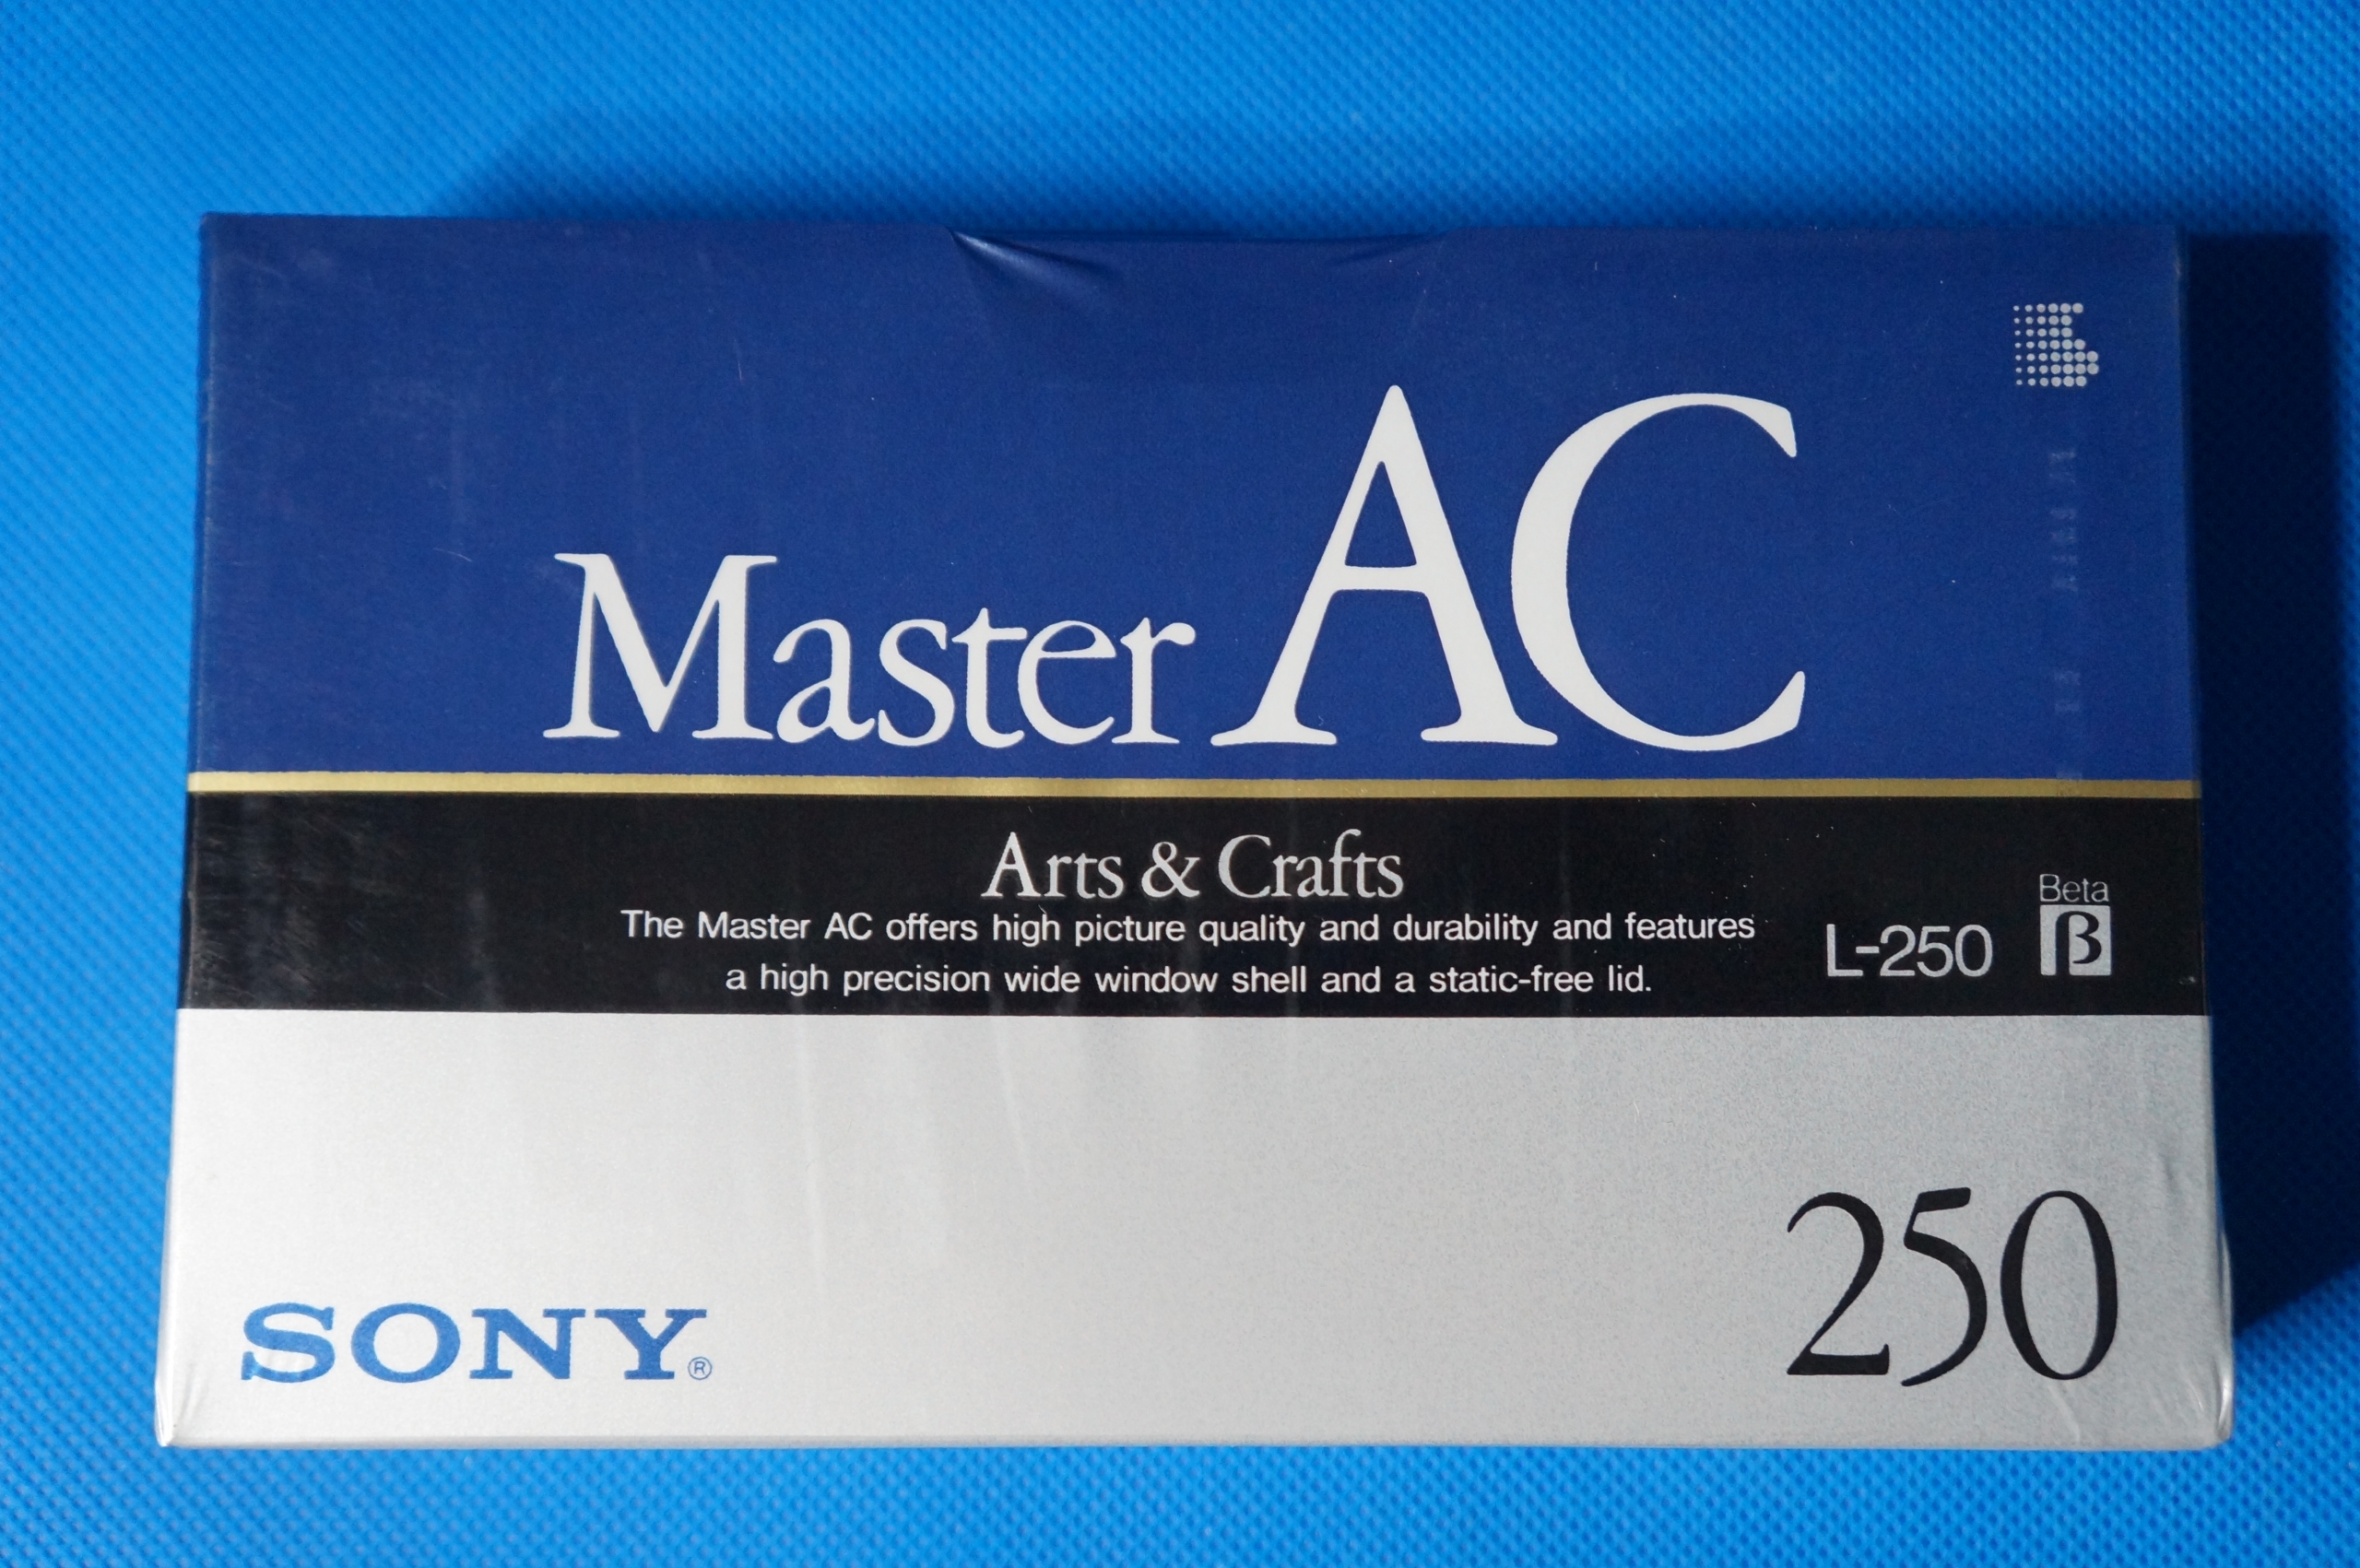 Master AC
Arts & Crafts
The Master AC offers high picture quality and durability and features
a high precision wide window shell and a static-free lid.
L-250
Beta
β
250
SONY®